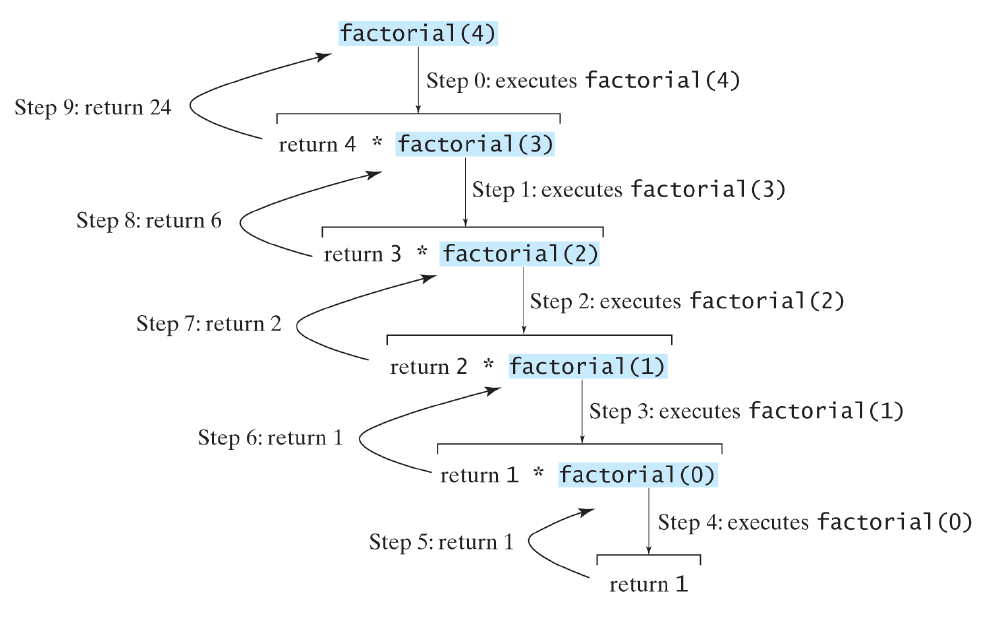 factorial(4)
Step 0: executes factorial(4)
Step 9: return 24
return 4 * factorial(3)
Step 1: executes factorial(3)
Step 8: return 6
return 3 * factorial(2)
Step 2: executes factorial(2)
Step 7: return 2
return 2 * factorial(1)
Step 3: executes factorial(1)
Step 6: return 1
return 1 * factorial(0)
Step 4: executes factorial(0)
Step 5: return 1
return 1